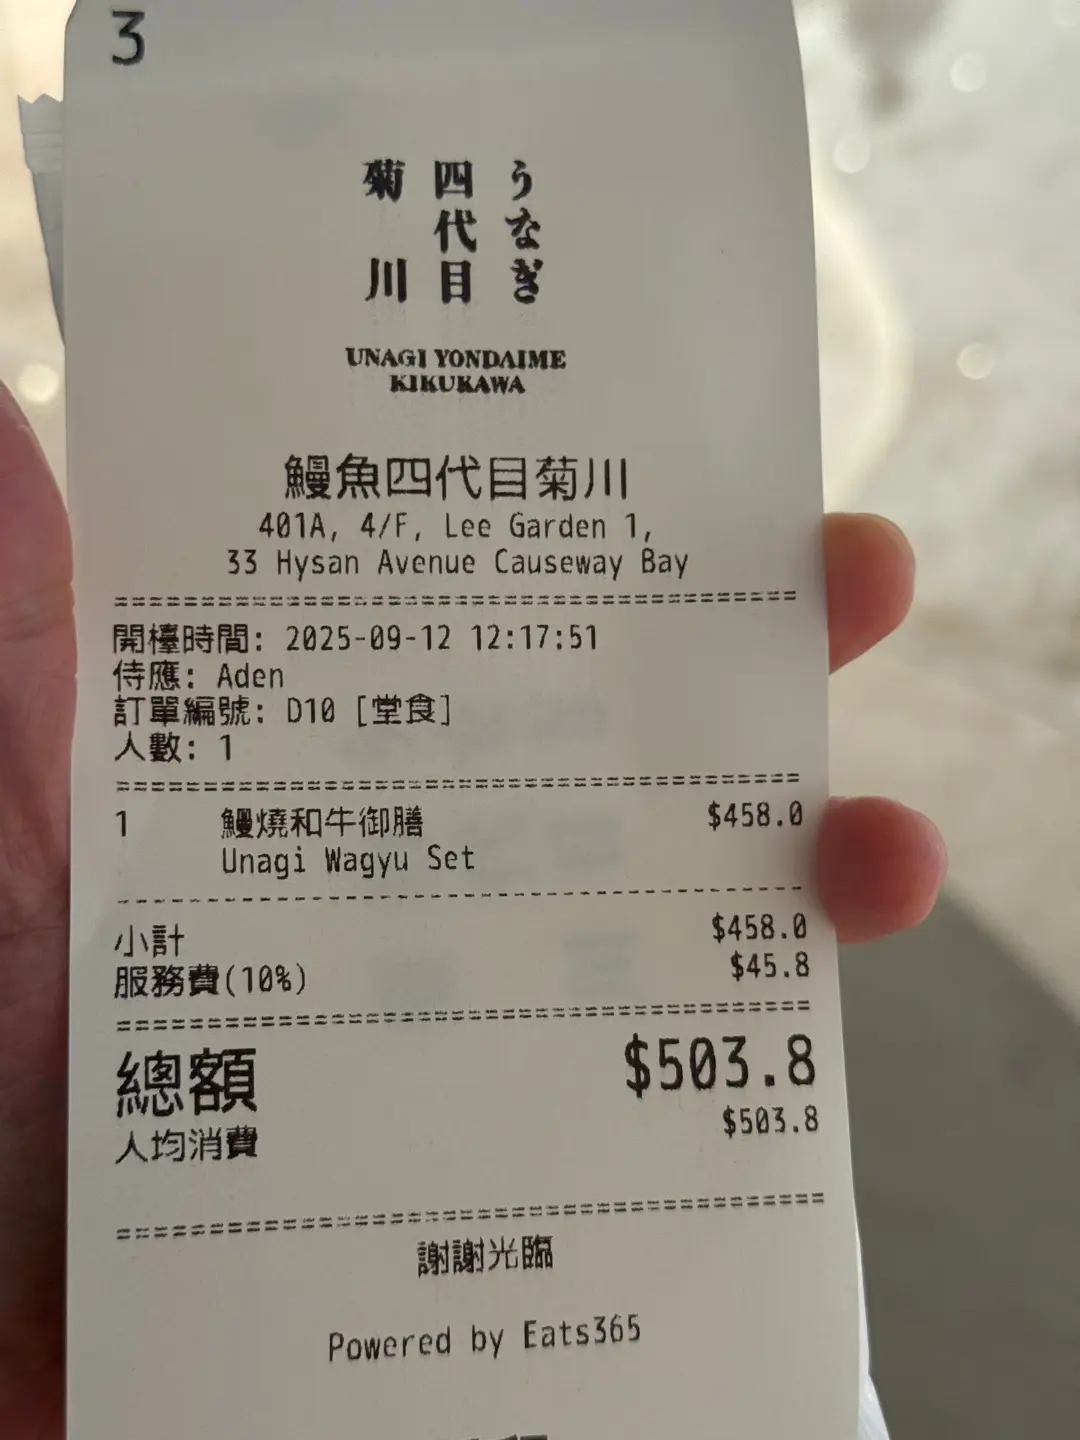 3
うなぎ
四代目
菊川
UNAGI YONDAIME
KIKUKAWA
鰻魚四代目菊川
401A, 4/F, Lee Garden 1,
33 Hysan Avenue Causeway Bay
開檯時間: 2025-09-12 12:17:51
侍應: Aden
訂單編號: D10 [堂食]
人數: 1
1 鰻燒和牛御膳 $458.0
Unagi Wagyu Set
小計 $458.0
服務費(10%) $45.8
總額 $503.8
人均消費 $503.8
謝謝光臨
Powered by Eats365